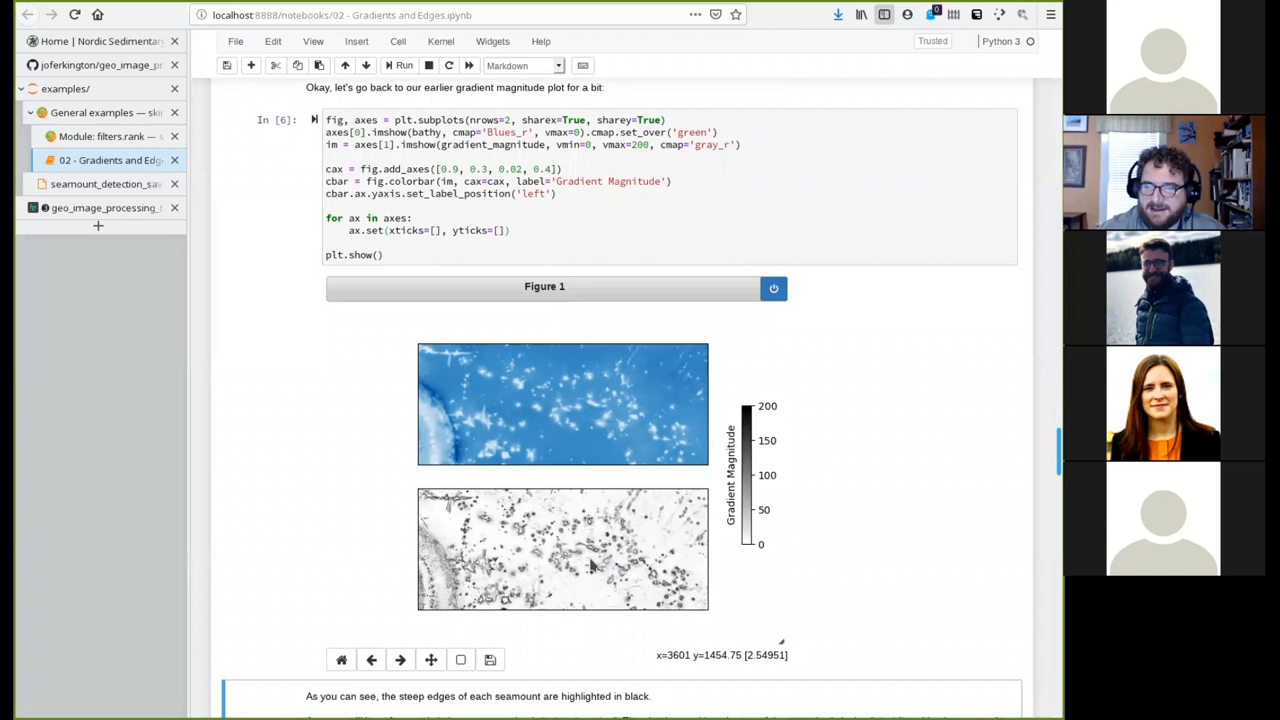 localhost:8888/notebooks/02 - Gradients and Edges.ipynb
Home | Nordic Sedimentary
joferkington/geo_image_pr
examples/
General examples — skim
Module: filters.rank — s
02 - Gradients and Edge
seamount_detection_sav
geo_image_processing_t
File Edit View Insert Cell Kernel Widgets Help
Trusted
Python 3
Run
Markdown
Okay, let's go back to our earlier gradient magnitude plot for a bit:
In [6]:
fig, axes = plt.subplots(nrows=2, sharex=True, sharey=True)
axes[0].imshow(bathy, cmap='Blues_r', vmax=0).cmap.set_over('green')
im = axes[1].imshow(gradient_magnitude, vmin=0, vmax=200, cmap='gray_r')
cax = fig.add_axes([0.9, 0.3, 0.02, 0.4])
cbar = fig.colorbar(im, cax=cax, label='Gradient Magnitude')
cbar.ax.yaxis.set_label_position('left')
for ax in axes:
ax.set(xticks=[], yticks=[])
plt.show()
Figure 1
200
150
100
50
0
Gradient Magnitude
x=3601 y=1454.75 [2.54951]
As you can see, the steep edges of each seamount are highlighted in black.